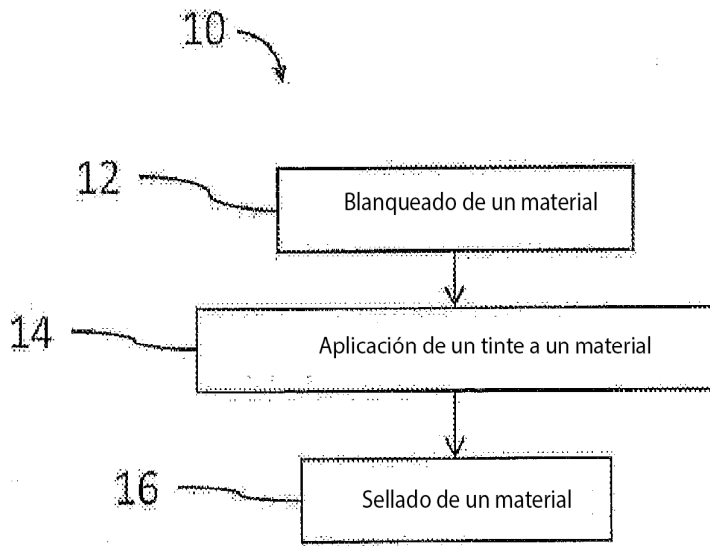 10
12
Blanqueado de un material
14
Aplicación de un tinte a un material
16
Sellado de un material